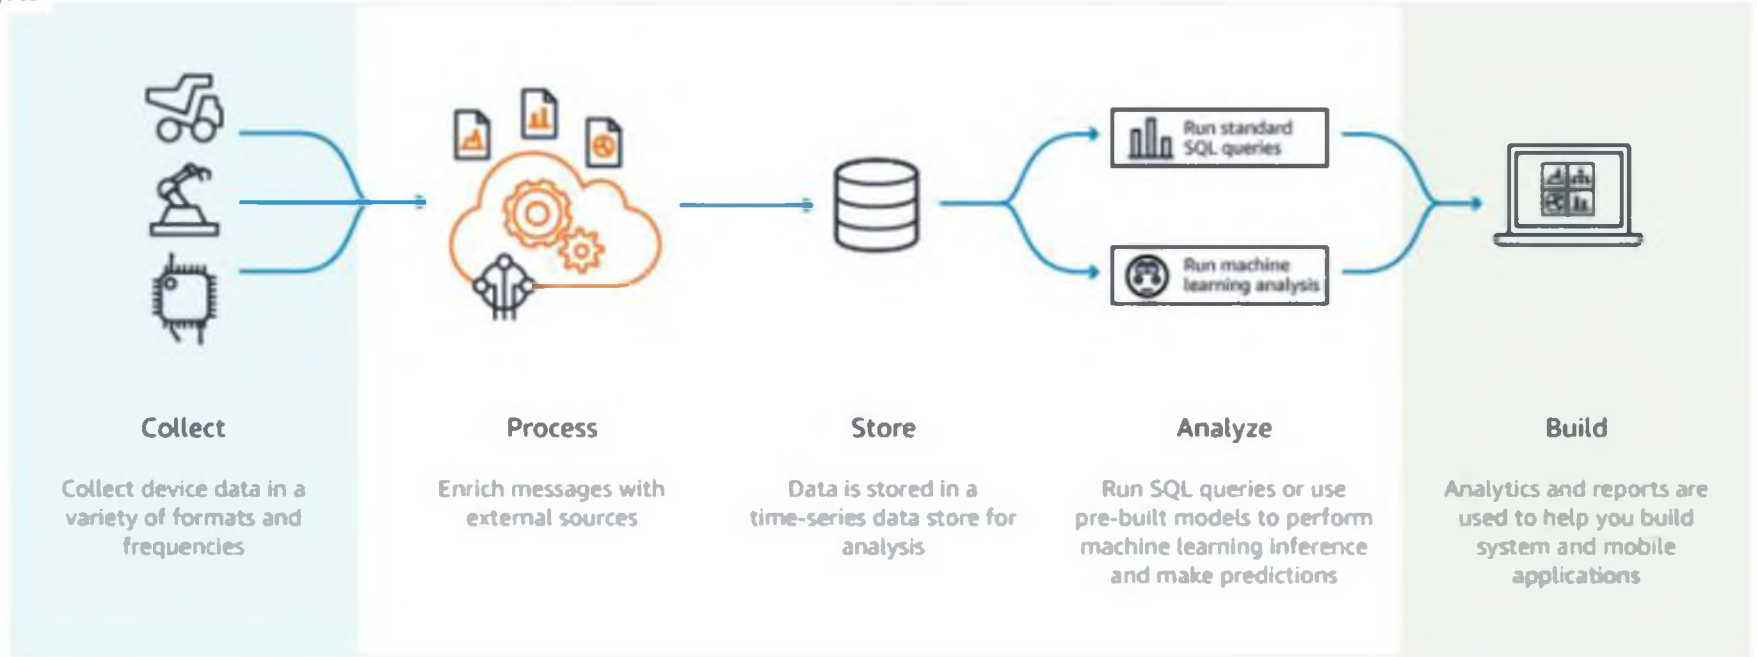 Run standard
SQL queries
Run machine
learning analysis
Collect
Collect device data in a
variety of formats and
frequencies
Process
Enrich messages with
external sources
Store
Data is stored in a
time-series data store for
analysis
Analyze
Run SQL queries or use
pre-built models to perform
machine learning inference
and make predictions
Build
Analytics and reports are
used to help you build
system and mobile
applications